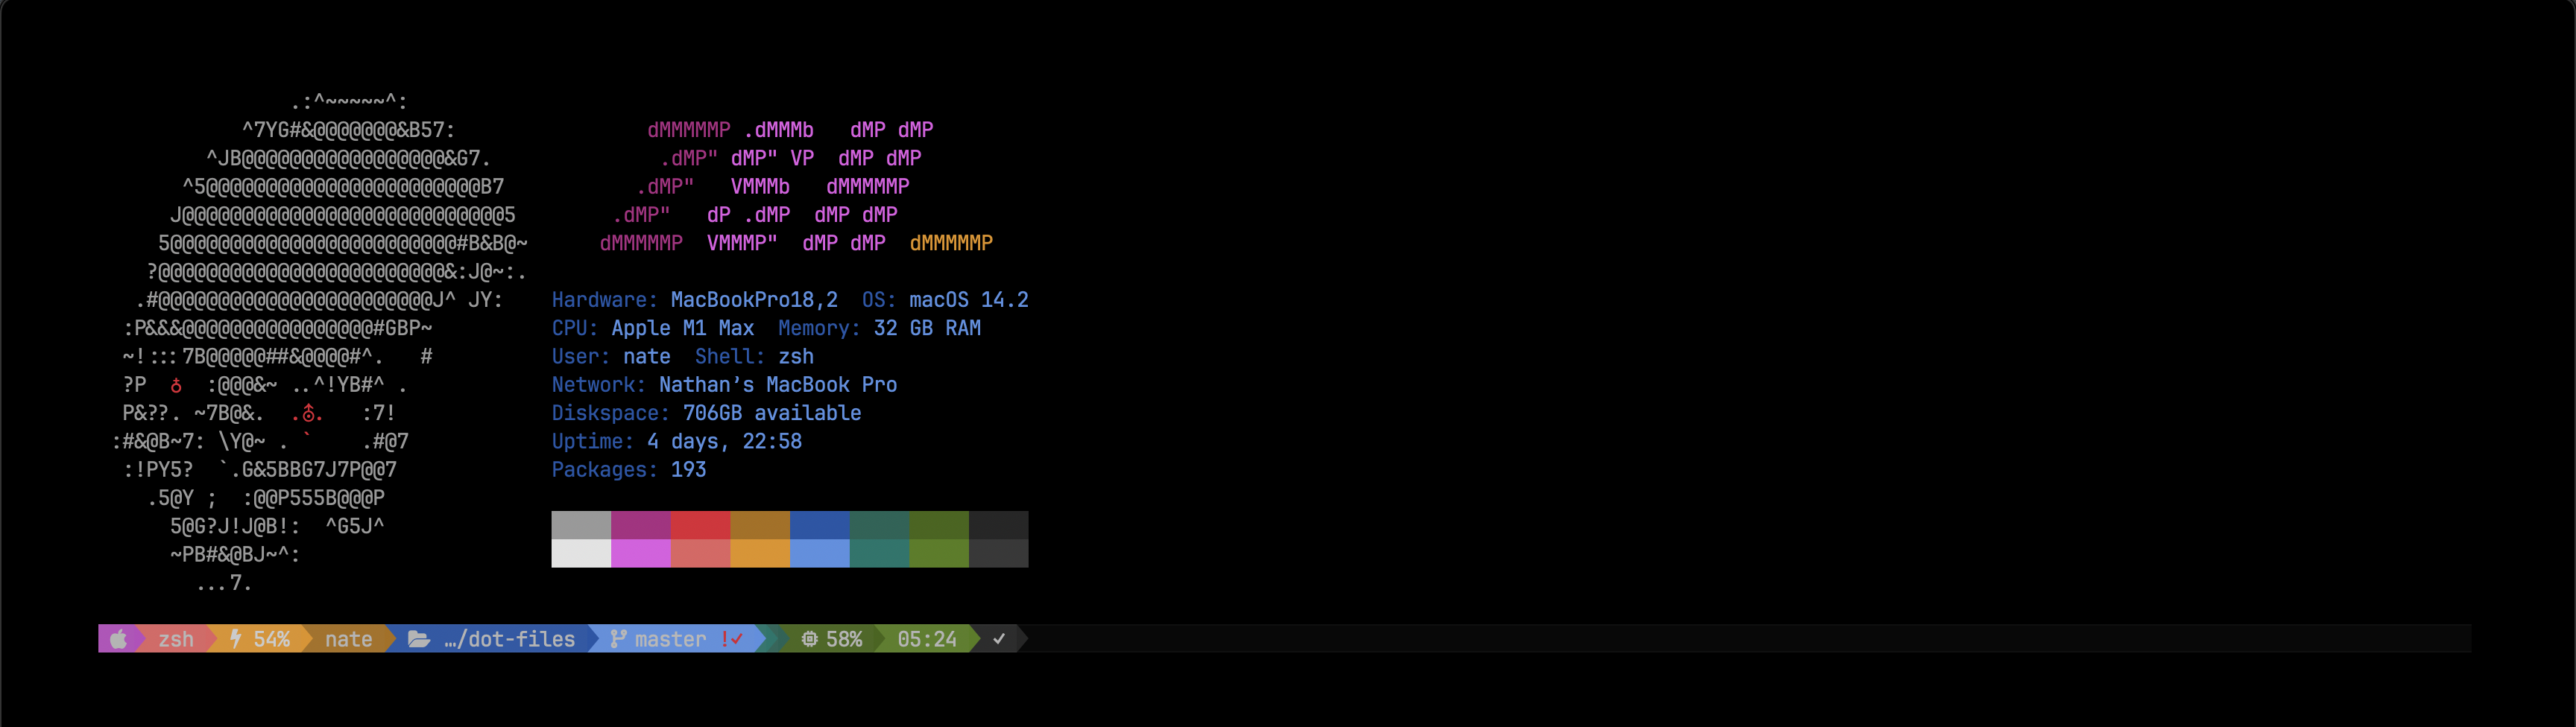 .:^~~~~~^:
            ^7YG#&@@@@@@@&B57:                dMMMMMP .dMMMb   dMP dMP
         ^JB@@@@@@@@@@@@@@@@@&G7.              .dMP" dMP" VP  dMP dMP
       ^5@@@@@@@@@@@@@@@@@@@@@@@B7           .dMP"   VMMMb   dMMMMMP
      J@@@@@@@@@@@@@@@@@@@@@@@@@@@5        .dMP"   dP .dMP  dMP dMP
     5@@@@@@@@@@@@@@@@@@@@@@@@#B&B@~      dMMMMMP  VMMMP"  dMP dMP  dMMMMMP
    ?@@@@@@@@@@@@@@@@@@@@@@@@&:J@~:.
   .#@@@@@@@@@@@@@@@@@@@@@@@J^ JY:    Hardware: MacBookPro18,2  OS: macOS 14.2
  :P&&&@@@@@@@@@@@@@@@@#GBP~          CPU: Apple M1 Max  Memory: 32 GB RAM
  ~!:::7B@@@@@##&@@@@#^.   #          User: nate  Shell: zsh
  ?P  ♁  :@@@&~ ..^!YB#^ .            Network: Nathan’s MacBook Pro
  P&??. ~7B@&.  .⛢.   :7!             Diskspace: 706GB available
 :#&@B~7: \Y@~ . `    .#@7            Uptime: 4 days, 22:58
  :!PY5?  `.G&5BBG7J7P@@7             Packages: 193
    .5@Y ;  :@@P555B@@@P
      5@G?J!J@B!:  ^G5J^
      ~PB#&@BJ~^:
        ...7.
zsh 54% nate …/dot-files master !✓ 58% 05:24 ✓